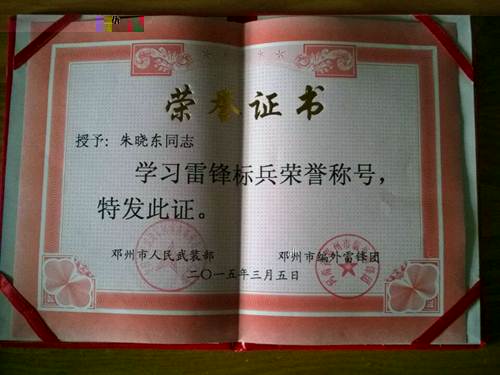 荣誉证书
授予：朱晓东同志
学习雷锋标兵荣誉称号，
特发此证。
邓州市人民武装部 邓州市编外雷锋团
二〇一五年三月五日